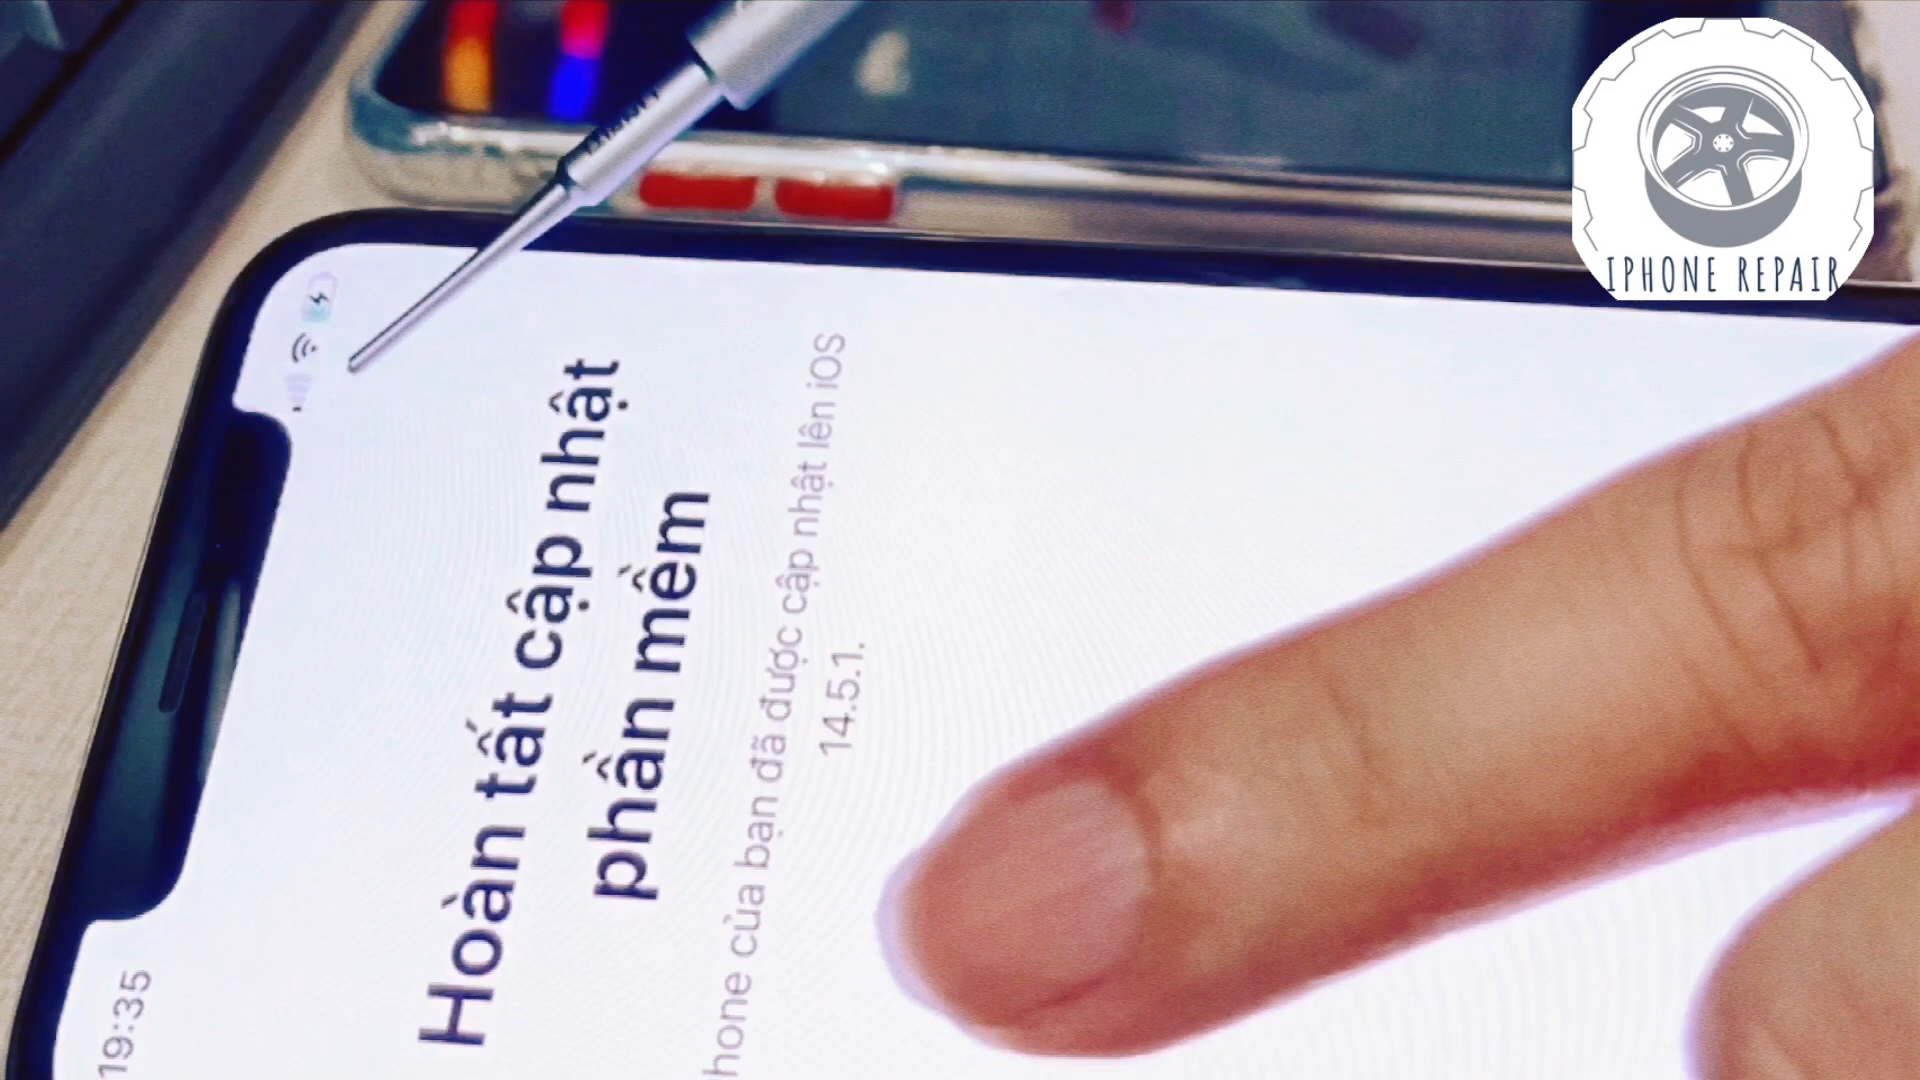 19:35
Hoàn tất cập nhật
phần mềm
hone của bạn đã được cập nhật lên iOS
14.5.1.
IPHONE REPAIR